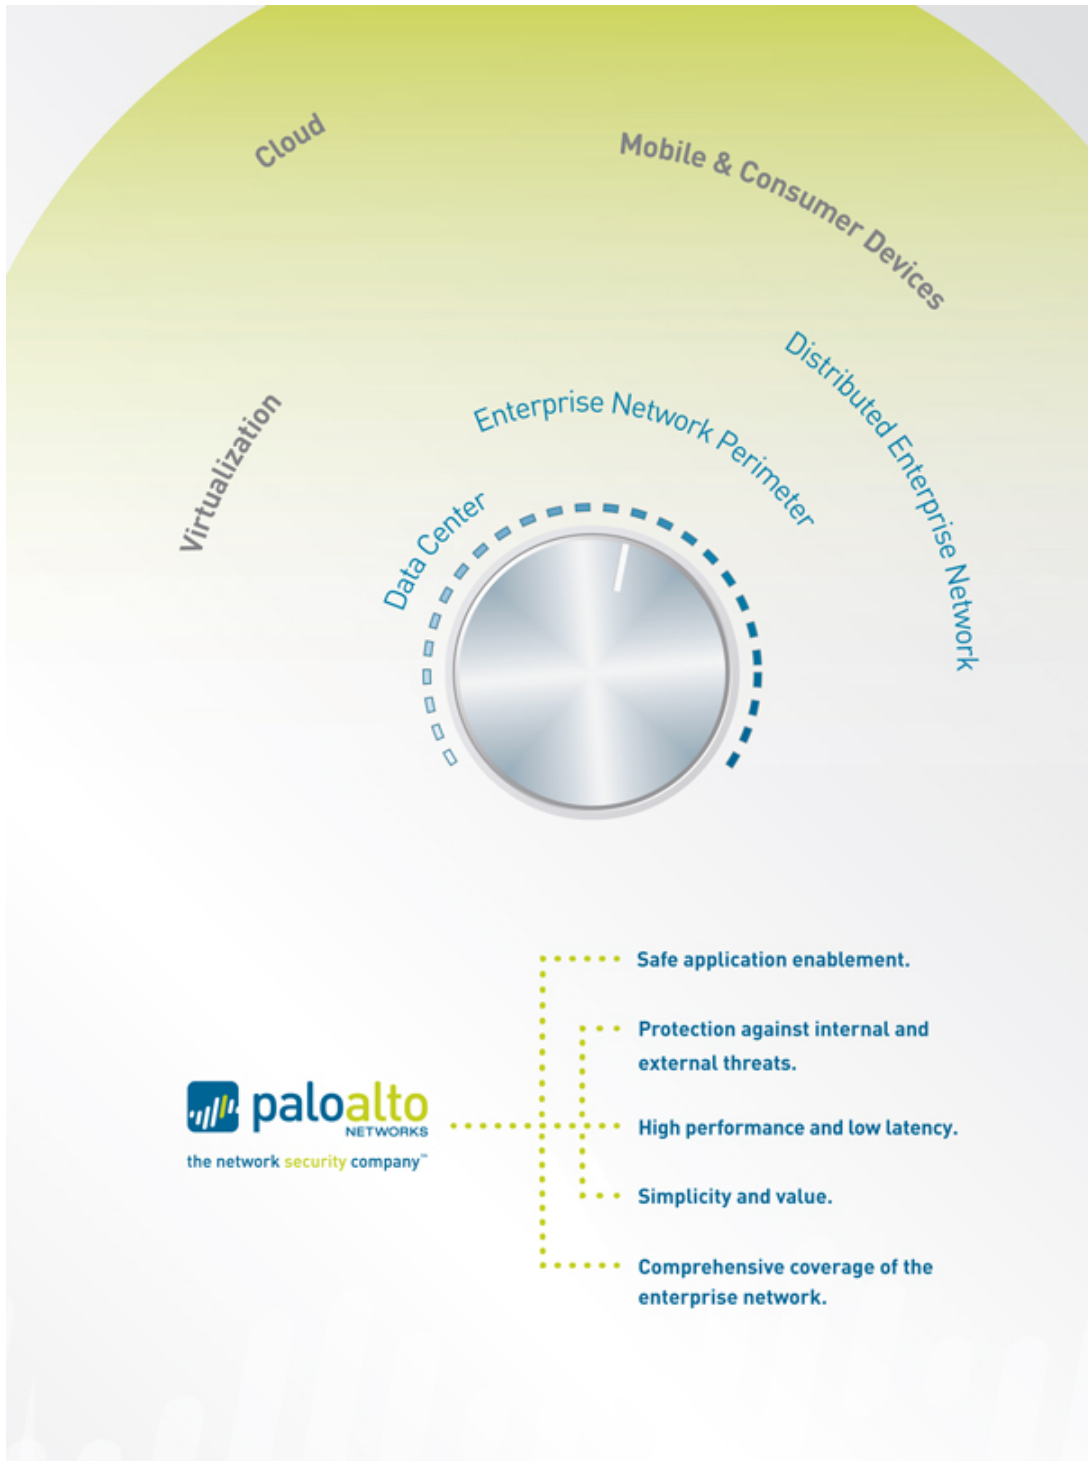 Cloud
Mobile & Consumer Devices
Virtualization
Data Center
Enterprise Network Perimeter
Distributed Enterprise Network
paloalto
NETWORKS
the network security company™
Safe application enablement.
Protection against internal and
external threats.
High performance and low latency.
Simplicity and value.
Comprehensive coverage of the
enterprise network.